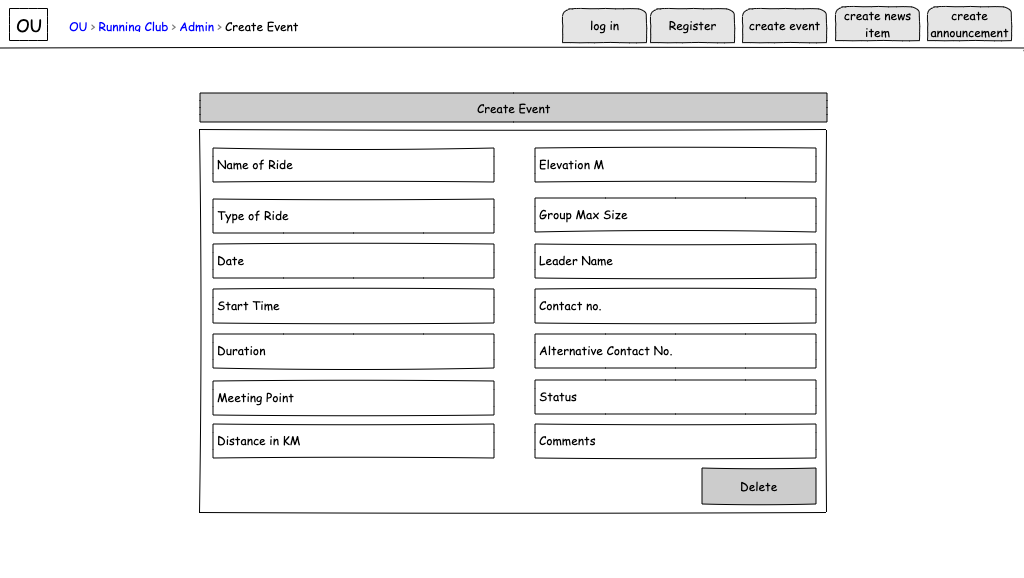 OU
OU > Running Club > Admin > Create Event
log in
Register
create event
create news
item
create
announcement
Create Event
Name of Ride
Elevation M
Type of Ride
Group Max Size
Date
Leader Name
Start Time
Contact no.
Duration
Alternative Contact No.
Meeting Point
Status
Distance in KM
Comments
Delete